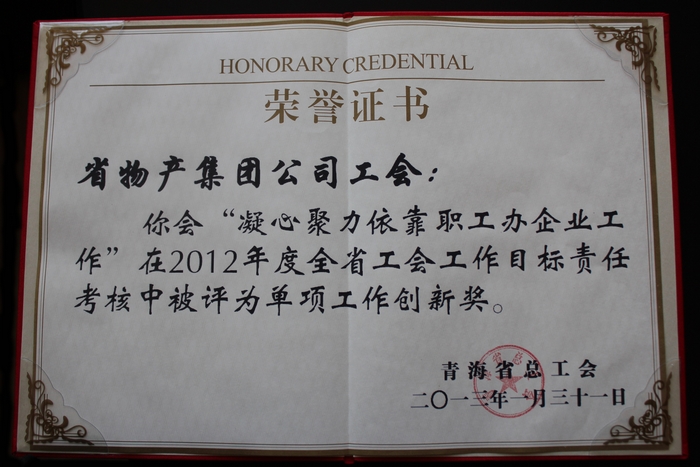 HONORARY CREDENTIAL
荣誉证书
省物产集团公司工会：
你会“凝心聚力依靠职工办企业工
作”在2012年度全省工会工作目标责任
考核中被评为单项工作创新奖。
青海省总工会
二〇一三年一月三十一日